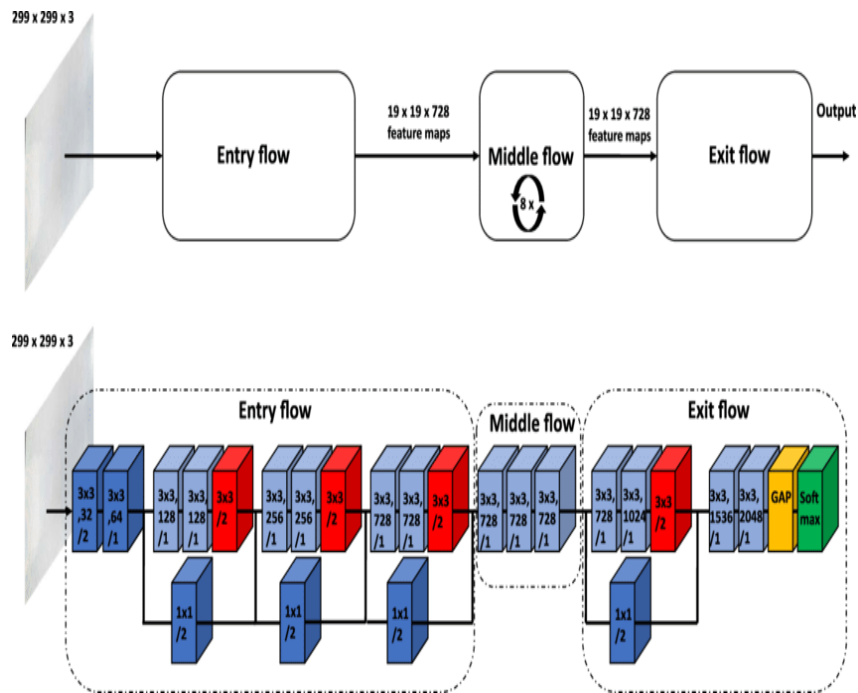 299 x 299 x 3
Entry flow
19 x 19 x 728
feature maps
Middle flow
8 x
19 x 19 x 728
feature maps
Exit flow
Output
299 x 299 x 3
Entry flow
3x3
,32
/2
3x3
,64
/1
3x3,
128
/1
3x3,
128
/1
3x3
/2
3x3,
256
/1
3x3,
256
/1
3x3
/2
3x3,
728
/1
3x3,
728
/1
3x3
/2
1x1
/2
1x1
/2
1x1
/2
Middle flow
3x3,
728
/1
3x3,
728
/1
3x3,
728
/1
Exit flow
3x3,
728
/1
3x3,
1024
/1
3x3
/2
1x1
/2
3x3,
1536
/1
3x3,
2048
/1
GAP
Soft
max